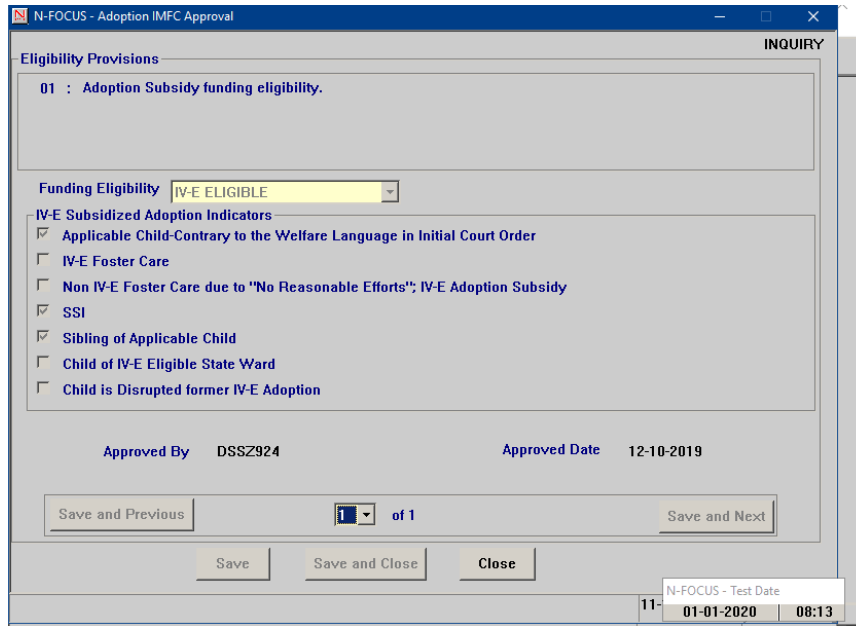 N-FOCUS - Adoption IMFC Approval
INQUIRY
Eligibility Provisions
01 : Adoption Subsidy funding eligibility.
Funding Eligibility IV-E ELIGIBLE
IV-E Subsidized Adoption Indicators
Applicable Child-Contrary to the Welfare Language in Initial Court Order
IV-E Foster Care
Non IV-E Foster Care due to "No Reasonable Efforts"; IV-E Adoption Subsidy
SSI
Sibling of Applicable Child
Child of IV-E Eligible State Ward
Child is Disrupted former IV-E Adoption
Approved By DSSZ924 Approved Date 12-10-2019
Save and Previous 1 of 1 Save and Next
Save Save and Close Close
N-FOCUS - Test Date
11-
01-01-2020 08:13